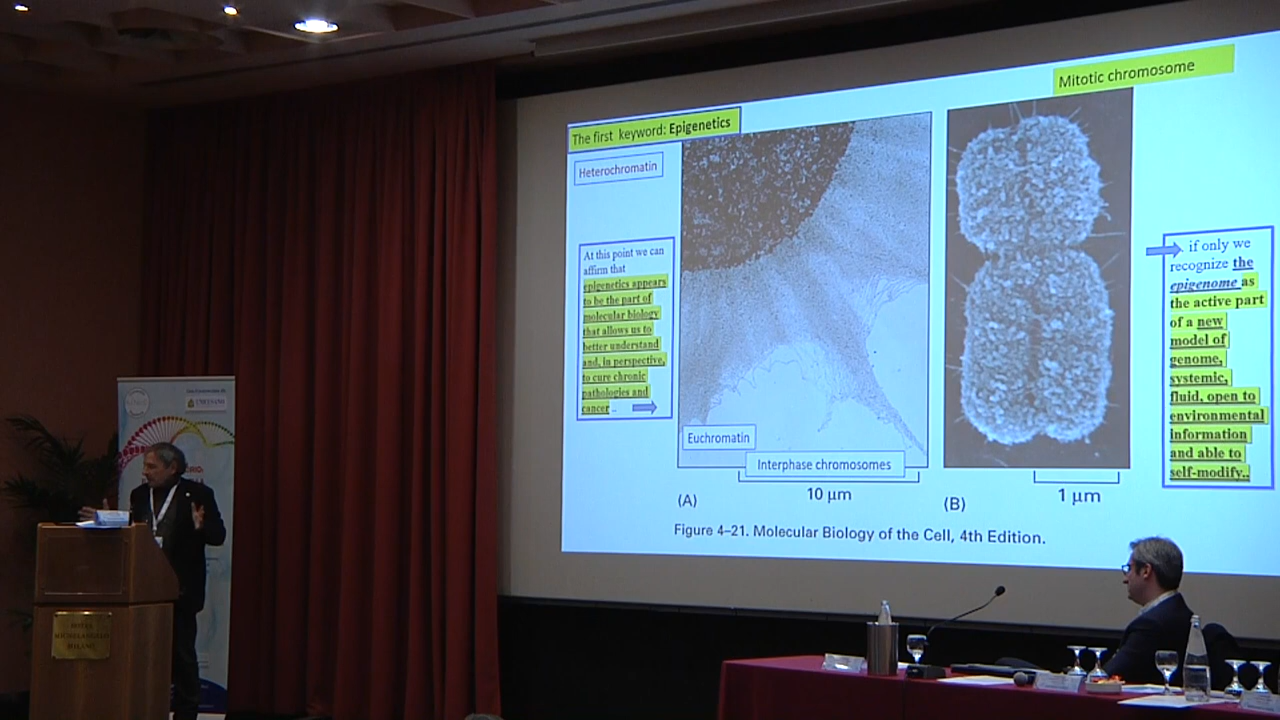 Mitotic chromosome
The first keyword: Epigenetics
Heterochromatin
At this point we can
affirm that
epigenetics appears
to be the part of
molecular biology
that allows us to
better understand
and, in perspective,
to cure chronic
pathologies and
cancer ..
if only we
recognize the
epigenome as
the active part
of a new
model of
genome,
systemic,
fluid, open to
environmental
information
and able to
self-modify..
Euchromatin
Interphase chromosomes
10 µm
1 µm
(A)
(B)
Figure 4–21. Molecular Biology of the Cell, 4th Edition.
HOTEL
MICHELANGELO
MILANO